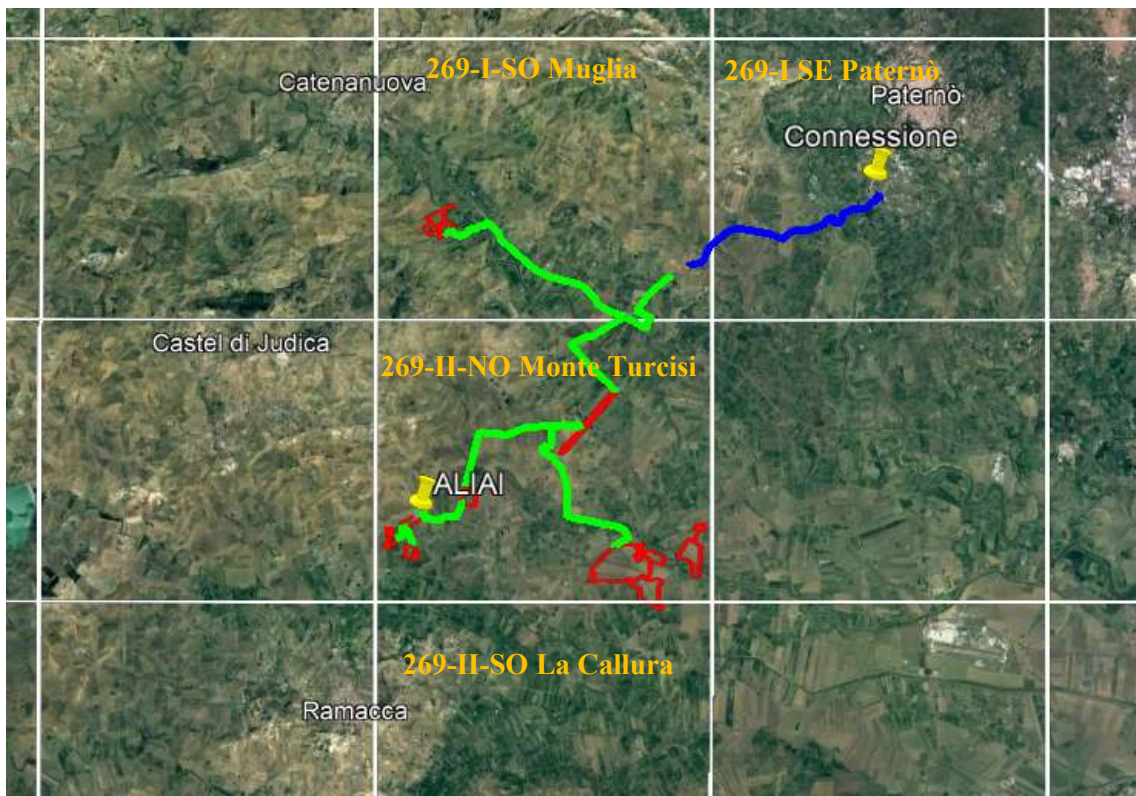 269-I-SO Muglia
269-I SE Paternò
Catenanuova
Paternò
Connessione
Castel di Judica
269-II-NO Monte Turcisi
ALIAI
269-II-SO La Callura
Ramacca